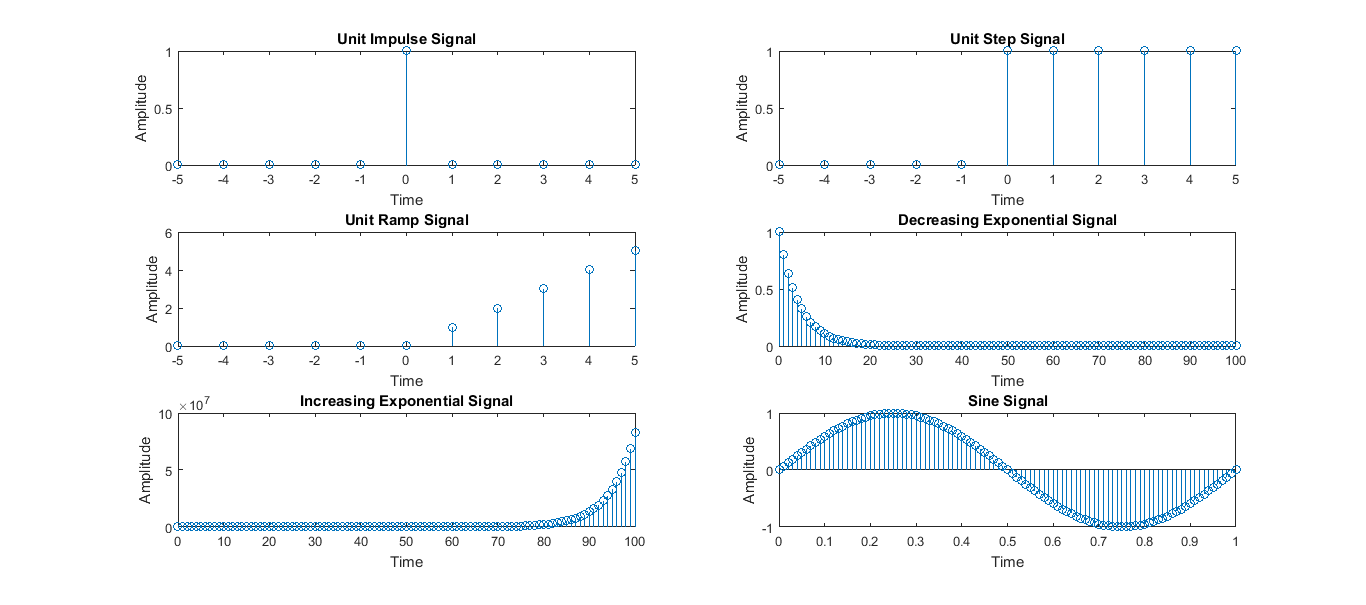 Unit Impulse Signal
1
0.5
0
Amplitude
-5 -4 -3 -2 -1 0 1 2 3 4 5
Time
Unit Step Signal
1
0.5
0
Amplitude
-5 -4 -3 -2 -1 0 1 2 3 4 5
Time
Unit Ramp Signal
6
4
2
0
Amplitude
-5 -4 -3 -2 -1 0 1 2 3 4 5
Time
Decreasing Exponential Signal
1
0.5
0
Amplitude
0 10 20 30 40 50 60 70 80 90 100
Time
Increasing Exponential Signal
×10⁷
10
5
0
Amplitude
0 10 20 30 40 50 60 70 80 90 100
Time
Sine Signal
1
0
-1
Amplitude
0 0.1 0.2 0.3 0.4 0.5 0.6 0.7 0.8 0.9 1
Time